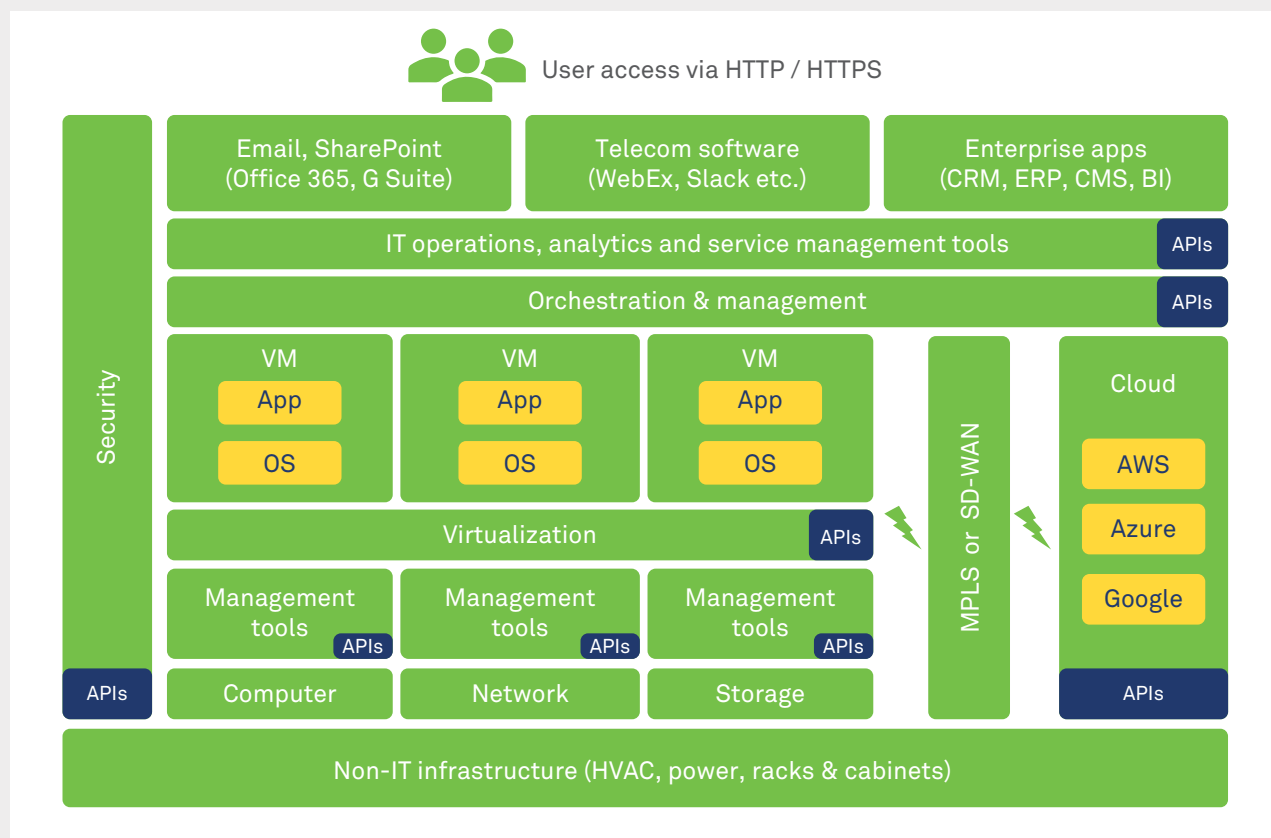 User access via HTTP / HTTPS
Email, SharePoint
(Office 365, G Suite)
Telecom software
(WebEx, Slack etc.)
Enterprise apps
(CRM, ERP, CMS, BI)
IT operations, analytics and service management tools
APIs
Orchestration & management
APIs
Security
APIs
VM
App
OS
VM
App
OS
VM
App
OS
Virtualization
APIs
Management
tools
APIs
Management
tools
APIs
Management
tools
APIs
Computer
Network
Storage
MPLS or SD-WAN
Cloud
AWS
Azure
Google
APIs
Non-IT infrastructure (HVAC, power, racks & cabinets)